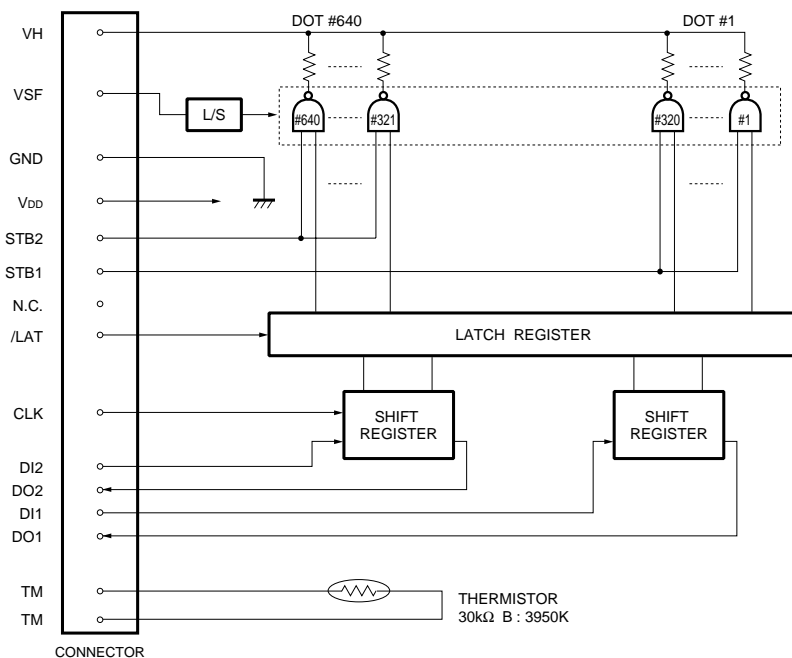 DOT #640
DOT #1
VH
VSF
L/S
#640
#321
#320
#1
GND
VDD
STB2
STB1
N.C.
/LAT
LATCH REGISTER
CLK
SHIFT
REGISTER
SHIFT
REGISTER
DI2
DO2
DI1
DO1
TM
THERMISTOR
30kΩ B : 3950K
TM
CONNECTOR